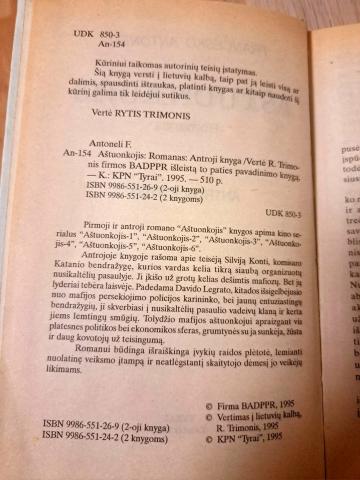 UDK 850-3
An-154
Kūriniui taikomas autorinių teisių įstatymas.
Šią knygą versti į lietuvių kalbą, taip pat ją leisti visą ar
dalimis, spausdinti ištraukas, platinti knygas ar kitaip naudoti šį
kūrinį galima tik leidėjui sutikus.
Vertė RYTIS TRIMONIS
Antoneli F.
An-154 Aštuonkojis: Romanas: Antroji knyga / Vertė R. Trimo-
nis firmos BADPPR išleistą to paties pavadinimo knygą.
— K.: KPN "Tyrai". 1995. — 510 p.
ISBN 9986-551-26-9 (2-oji knyga)
ISBN 9986-551-24-2 (2 knygoms)
UDK 850-3
Pirmoji ir antroji romano "Aštuonkojis" knygos apima kino se-
rialus "Aštuonkojis-1", "Aštuonkojis-2", "Aštuonkojis-3", "Aštuonko-
jis-4", "Aštuonkojis-5", "Aštuonkojis-6".
Antrojoje knygoje rašoma apie teisėją Silviją Konti, komisaro
Katanio bendražygę, kurios vardas kelia tikrą siaubą organizuotų
nusikaltėlių pasaulyje. Ji įkišo už grotų kelias dešimtis mafiozų. Bet jų
lyderiai tebėra laisvėje. Padedama Davido Legrato, kitados išsigelbėjusio
nuo mafijos persekiojimo policijos karininko, bei jaunų entuziastingų
bendražygių, ji skverbiasi į nusikaltėlių pasaulio vadeivų klaną ir kerta
jiems lemtingų smūgių. Tolydžio mafijos aštuonkojui apraizgant vis
platesnes politikos bei ekonomikos sferas, grumtynės su ja sunkėja, žūsta
ir daug kovotojų už teisingumą.
Romanui būdinga išraiškinga įvykių raidos plėtotė, lemianti
nuolatinę veiksmo įtampą ir neatlėgstantį skaitytojo dėmesį jo veikėjų
likimams.
© Firma BADPPR, 1995
© Vertimas į lietuvių kalbą,
R. Trimonis, 1995
© KPN "Tyrai", 1995
ISBN 9986-551-26-9 (2-oji knyga)
ISBN 9986-551-24-2 (2 knygoms)